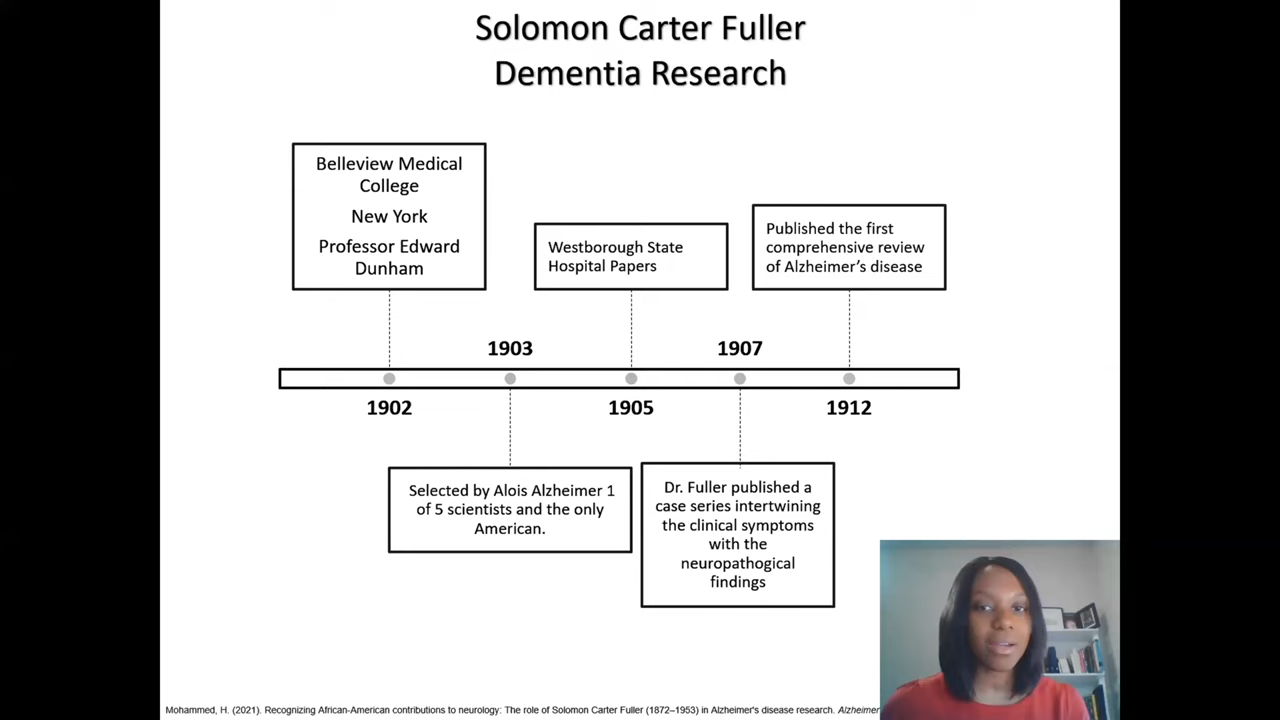 Solomon Carter Fuller
Dementia Research
Belleview Medical
College
New York
Professor Edward
Dunham
Westborough State
Hospital Papers
Published the first
comprehensive review
of Alzheimer's disease
1903
1907
1902
1905
1912
Selected by Alois Alzheimer 1
of 5 scientists and the only
American.
Dr. Fuller published a
case series intertwining
the clinical symptoms
with the
neuropathogical
findings
Mohammed, H. (2021). Recognizing African-American contributions to neurology: The role of Solomon Carter Fuller (1872–1953) in Alzheimer's disease research. Alzheimer